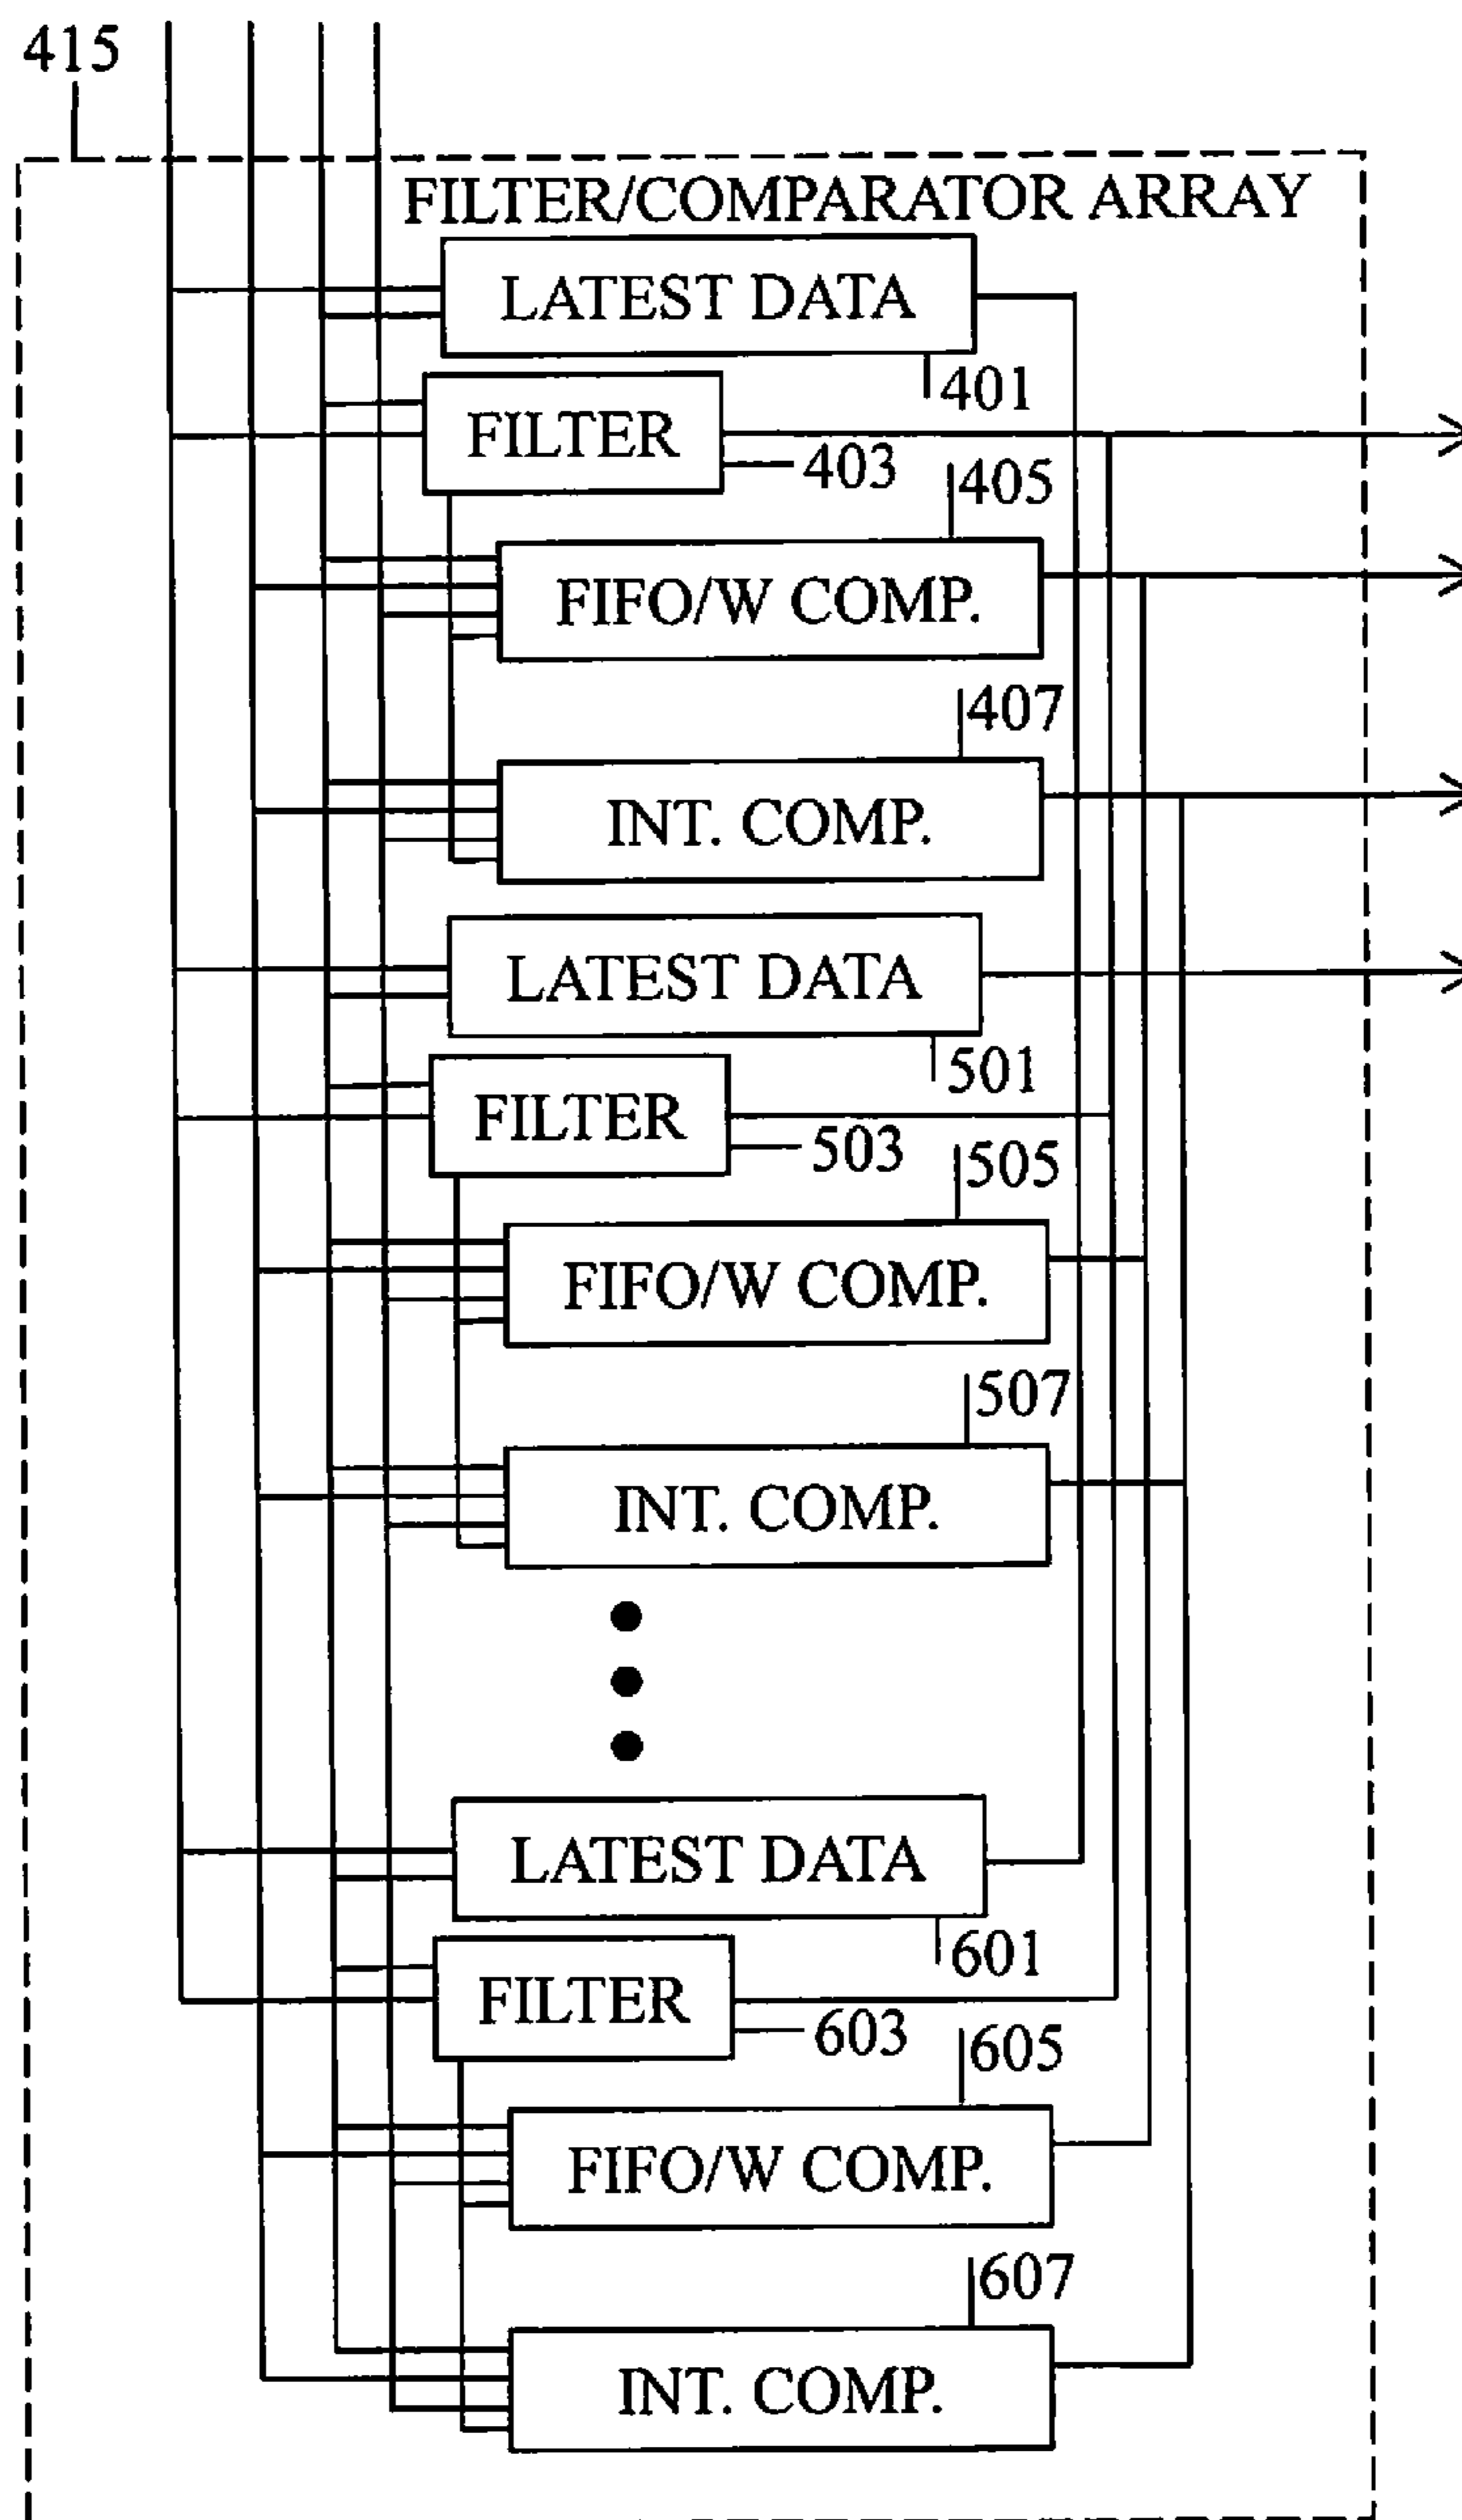 415
FILTER/COMPARATOR ARRAY
LATEST DATA
401
FILTER
403
405
FIFO/W COMP.
407
INT. COMP.
LATEST DATA
501
FILTER
503
505
FIFO/W COMP.
507
INT. COMP.
LATEST DATA
601
FILTER
603
605
FIFO/W COMP.
607
INT. COMP.